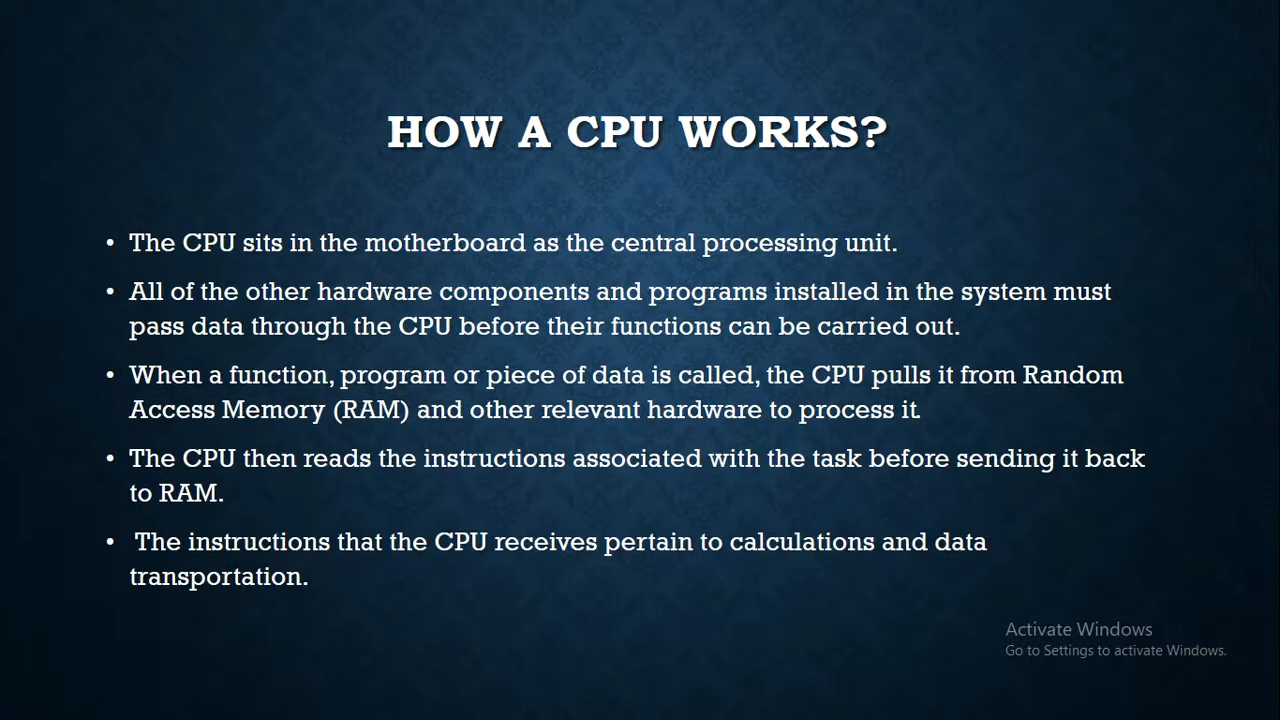 HOW A CPU WORKS?
• The CPU sits in the motherboard as the central processing unit.
• All of the other hardware components and programs installed in the system must
pass data through the CPU before their functions can be carried out.
• When a function, program or piece of data is called, the CPU pulls it from Random
Access Memory (RAM) and other relevant hardware to process it.
• The CPU then reads the instructions associated with the task before sending it back
to RAM.
• The instructions that the CPU receives pertain to calculations and data
transportation.
Activate Windows
Go to Settings to activate Windows.